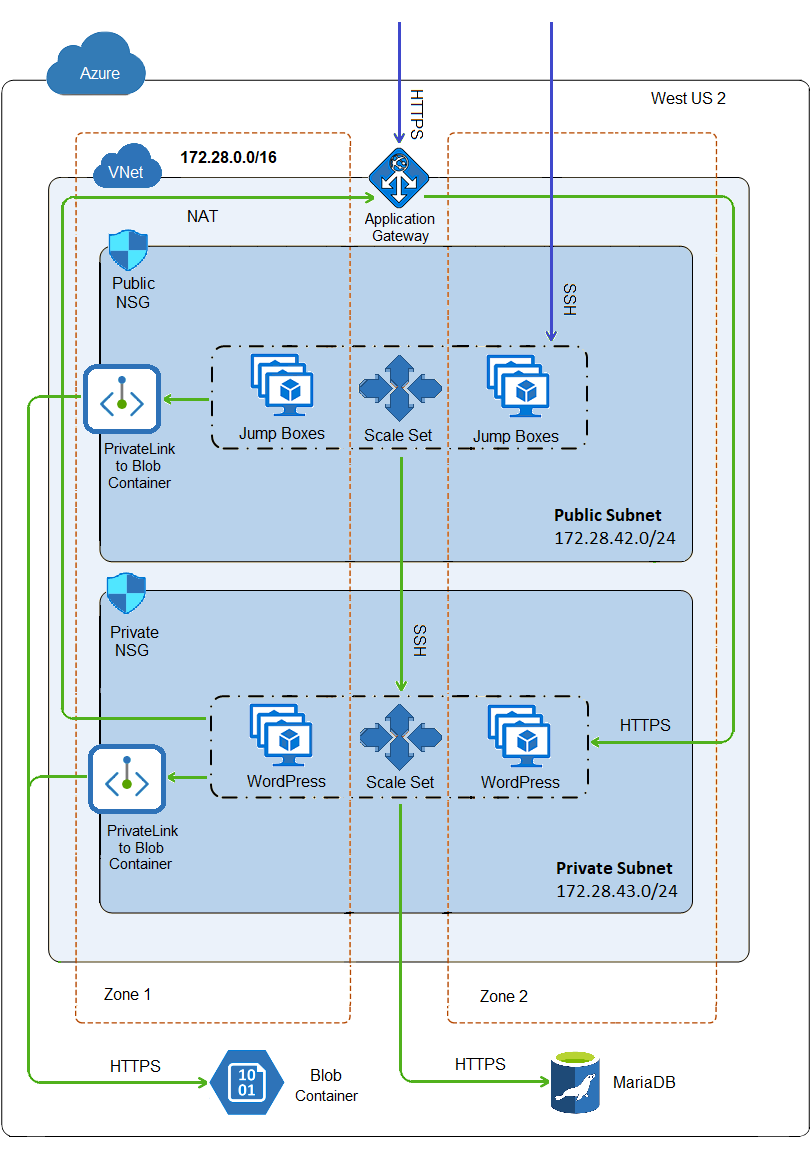 Azure
West US 2
HTTPS
VNet
172.28.0.0/16
NAT
Application
Gateway
Public
NSG
SSH
Jump Boxes
Scale Set
Jump Boxes
PrivateLink
to Blob
Container
Public Subnet
172.28.42.0/24
Private
NSG
SSH
HTTPS
WordPress
Scale Set
WordPress
PrivateLink
to Blob
Container
Private Subnet
172.28.43.0/24
Zone 1
Zone 2
HTTPS
10
01
Blob
Container
HTTPS
MariaDB